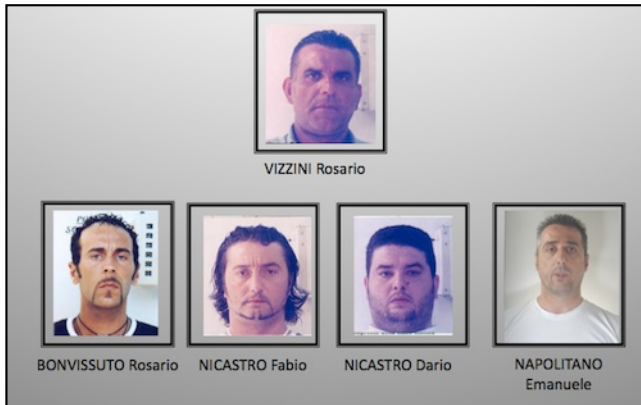 VIZZINI Rosario
BONVISSUTO Rosario
NICASTRO Fabio
NICASTRO Dario
NAPOLITANO
Emanuele